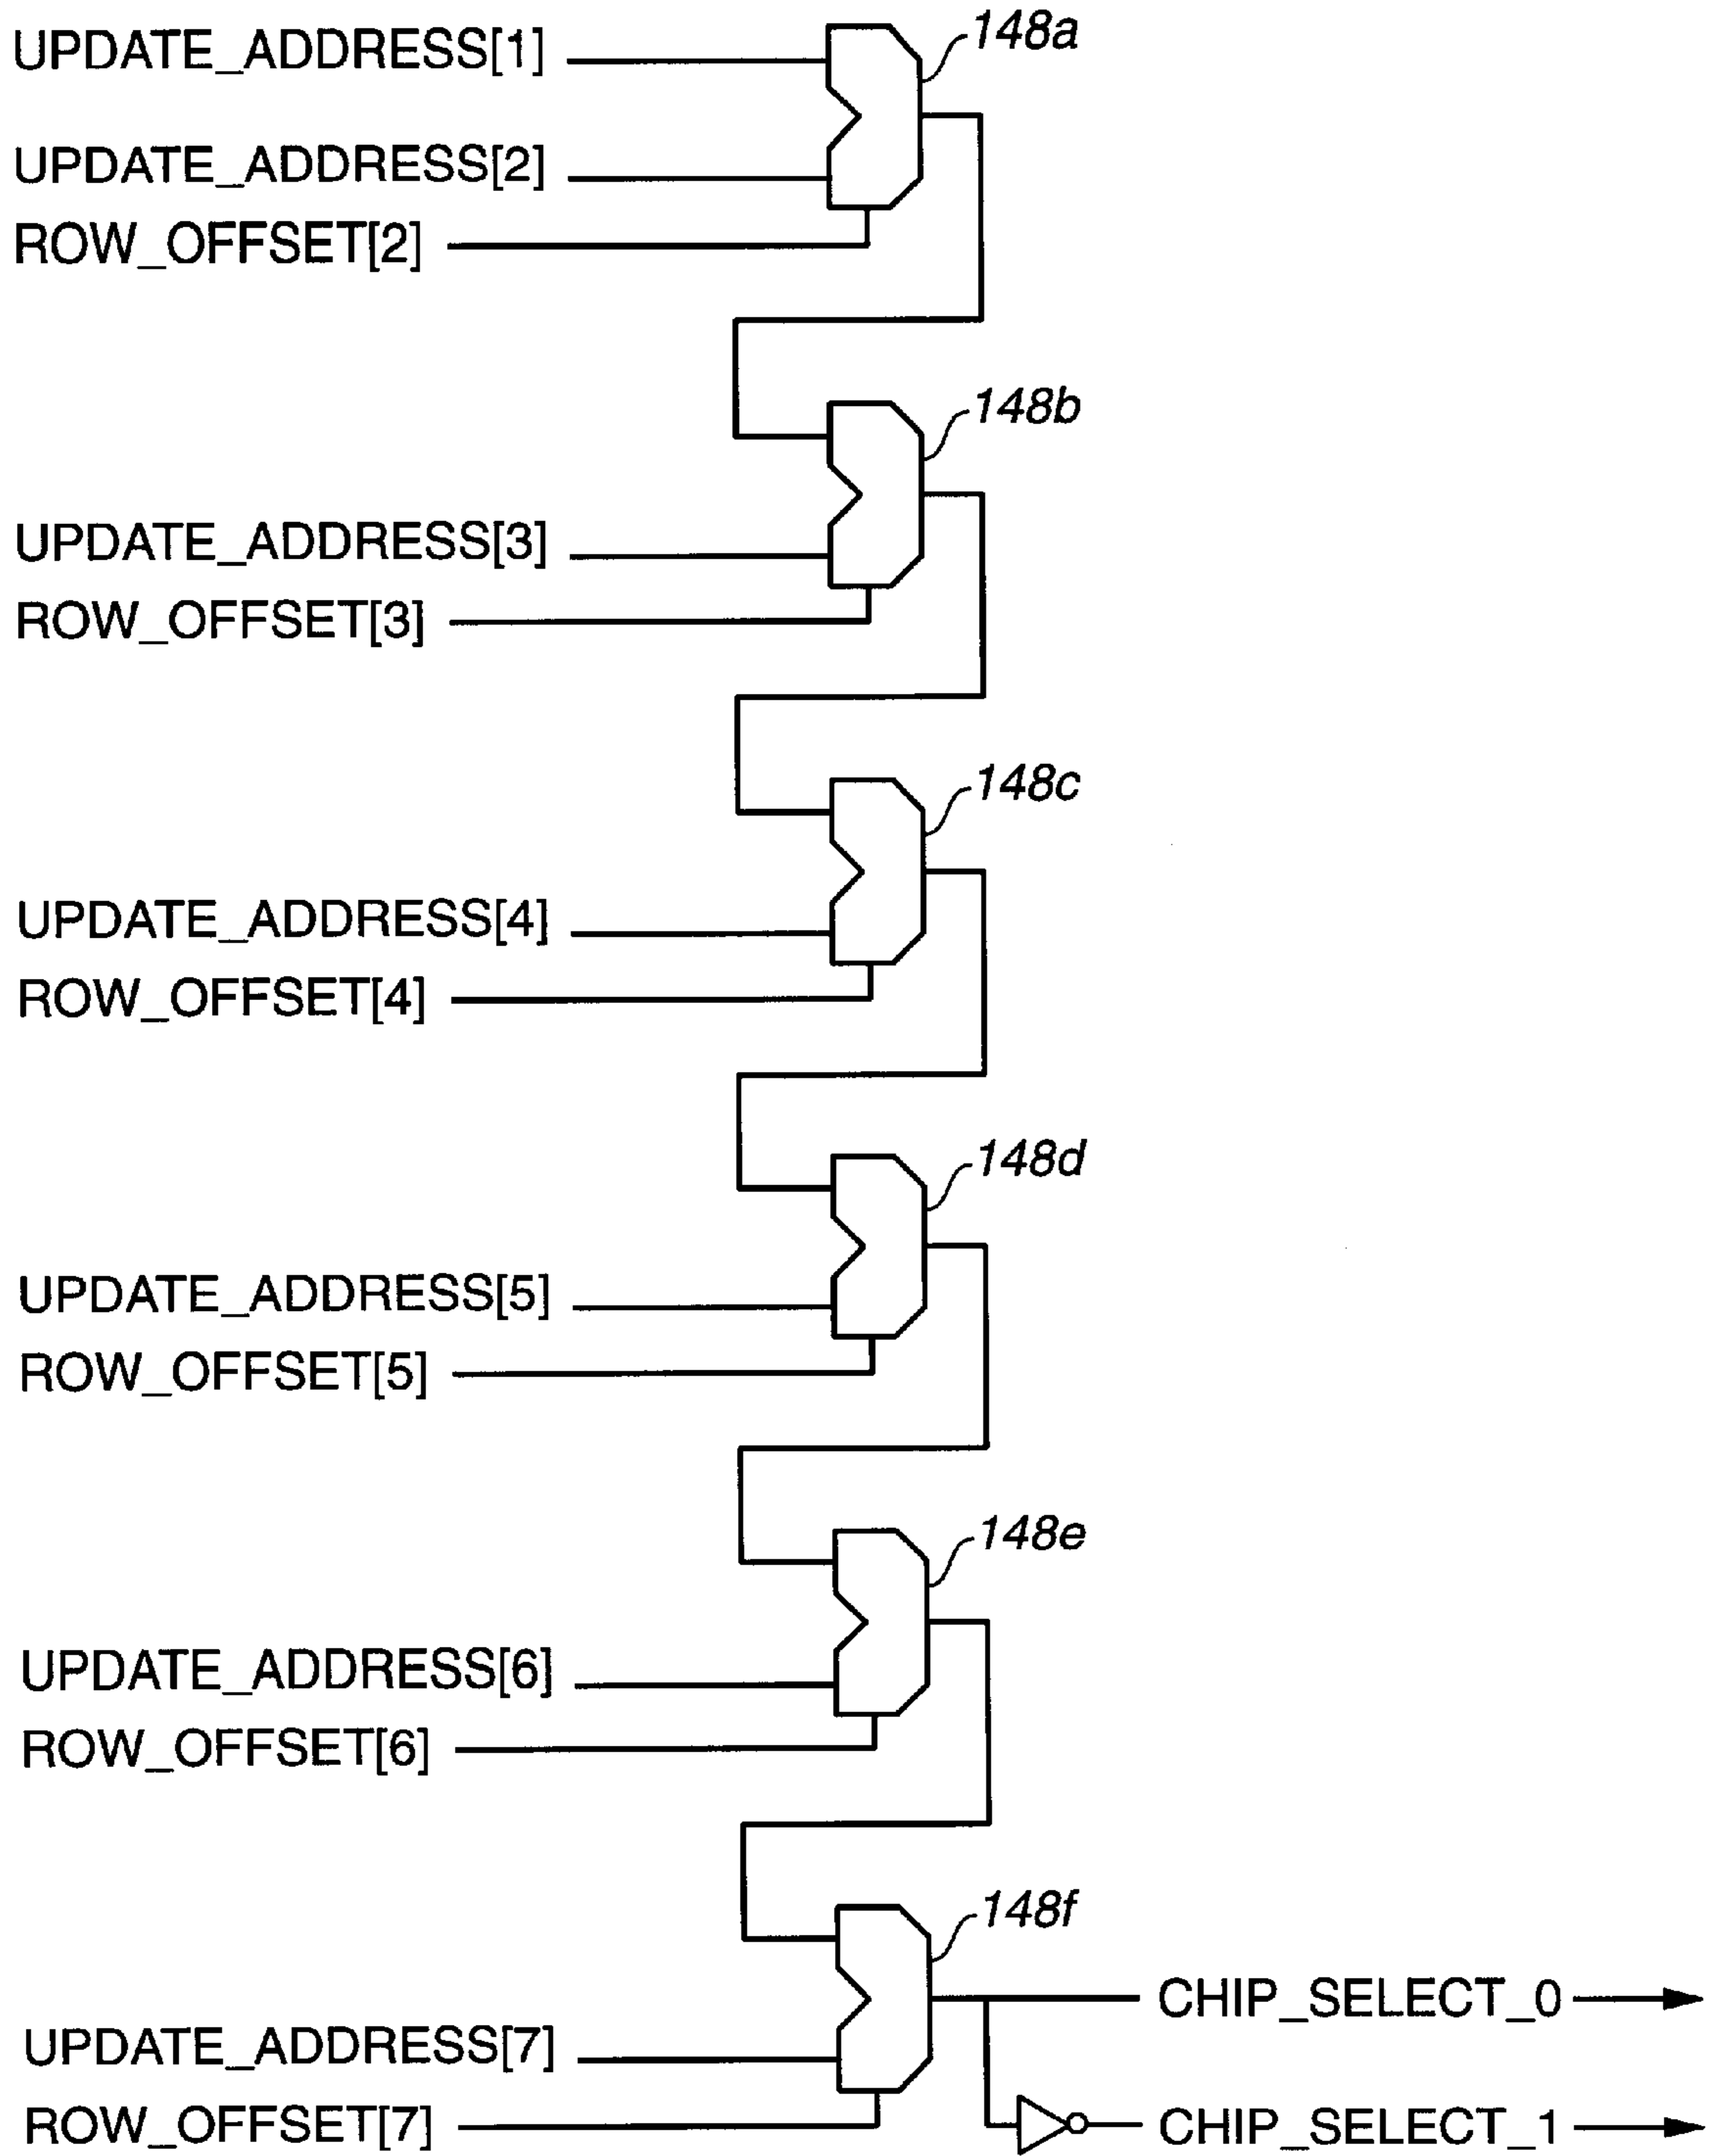 148a
UPDATE_ADDRESS[1]
UPDATE_ADDRESS[2]
ROW_OFFSET[2]
148b
UPDATE_ADDRESS[3]
ROW_OFFSET[3]
148c
UPDATE_ADDRESS[4]
ROW_OFFSET[4]
148d
UPDATE_ADDRESS[5]
ROW_OFFSET[5]
148e
UPDATE_ADDRESS[6]
ROW_OFFSET[6]
148f
CHIP_SELECT_0
UPDATE_ADDRESS[7]
ROW_OFFSET[7]
CHIP_SELECT_1